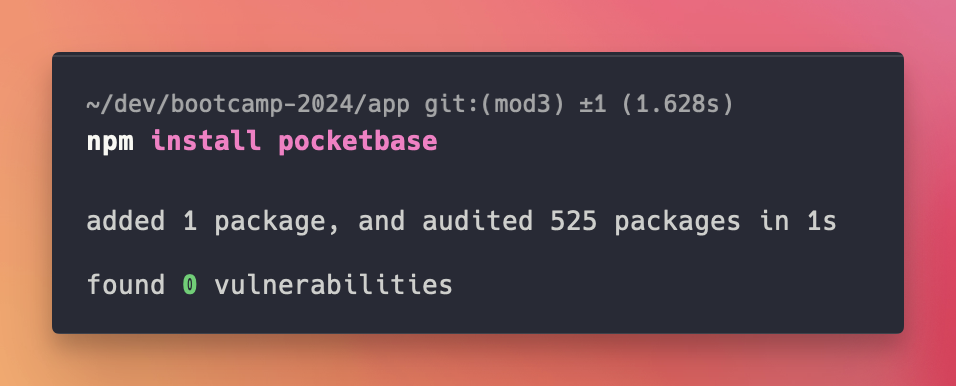 ~/dev/bootcamp-2024/app git:(mod3) ±1 (1.628s)
npm install pocketbase
added 1 package, and audited 525 packages in 1s
found 0 vulnerabilities